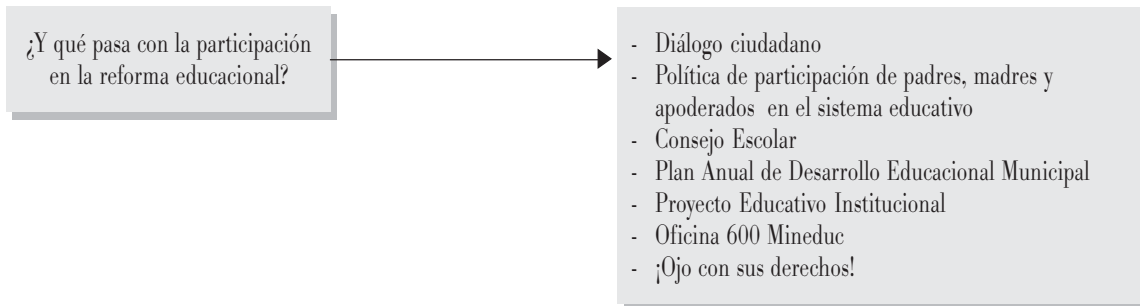 ¿Y qué pasa con la participación
en la reforma educacional?
- Diálogo ciudadano
- Política de participación de padres, madres y
apoderados en el sistema educativo
- Consejo Escolar
- Plan Anual de Desarrollo Educacional Municipal
- Proyecto Educativo Institucional
- Oficina 600 Mineduc
- ¡Ojo con sus derechos!